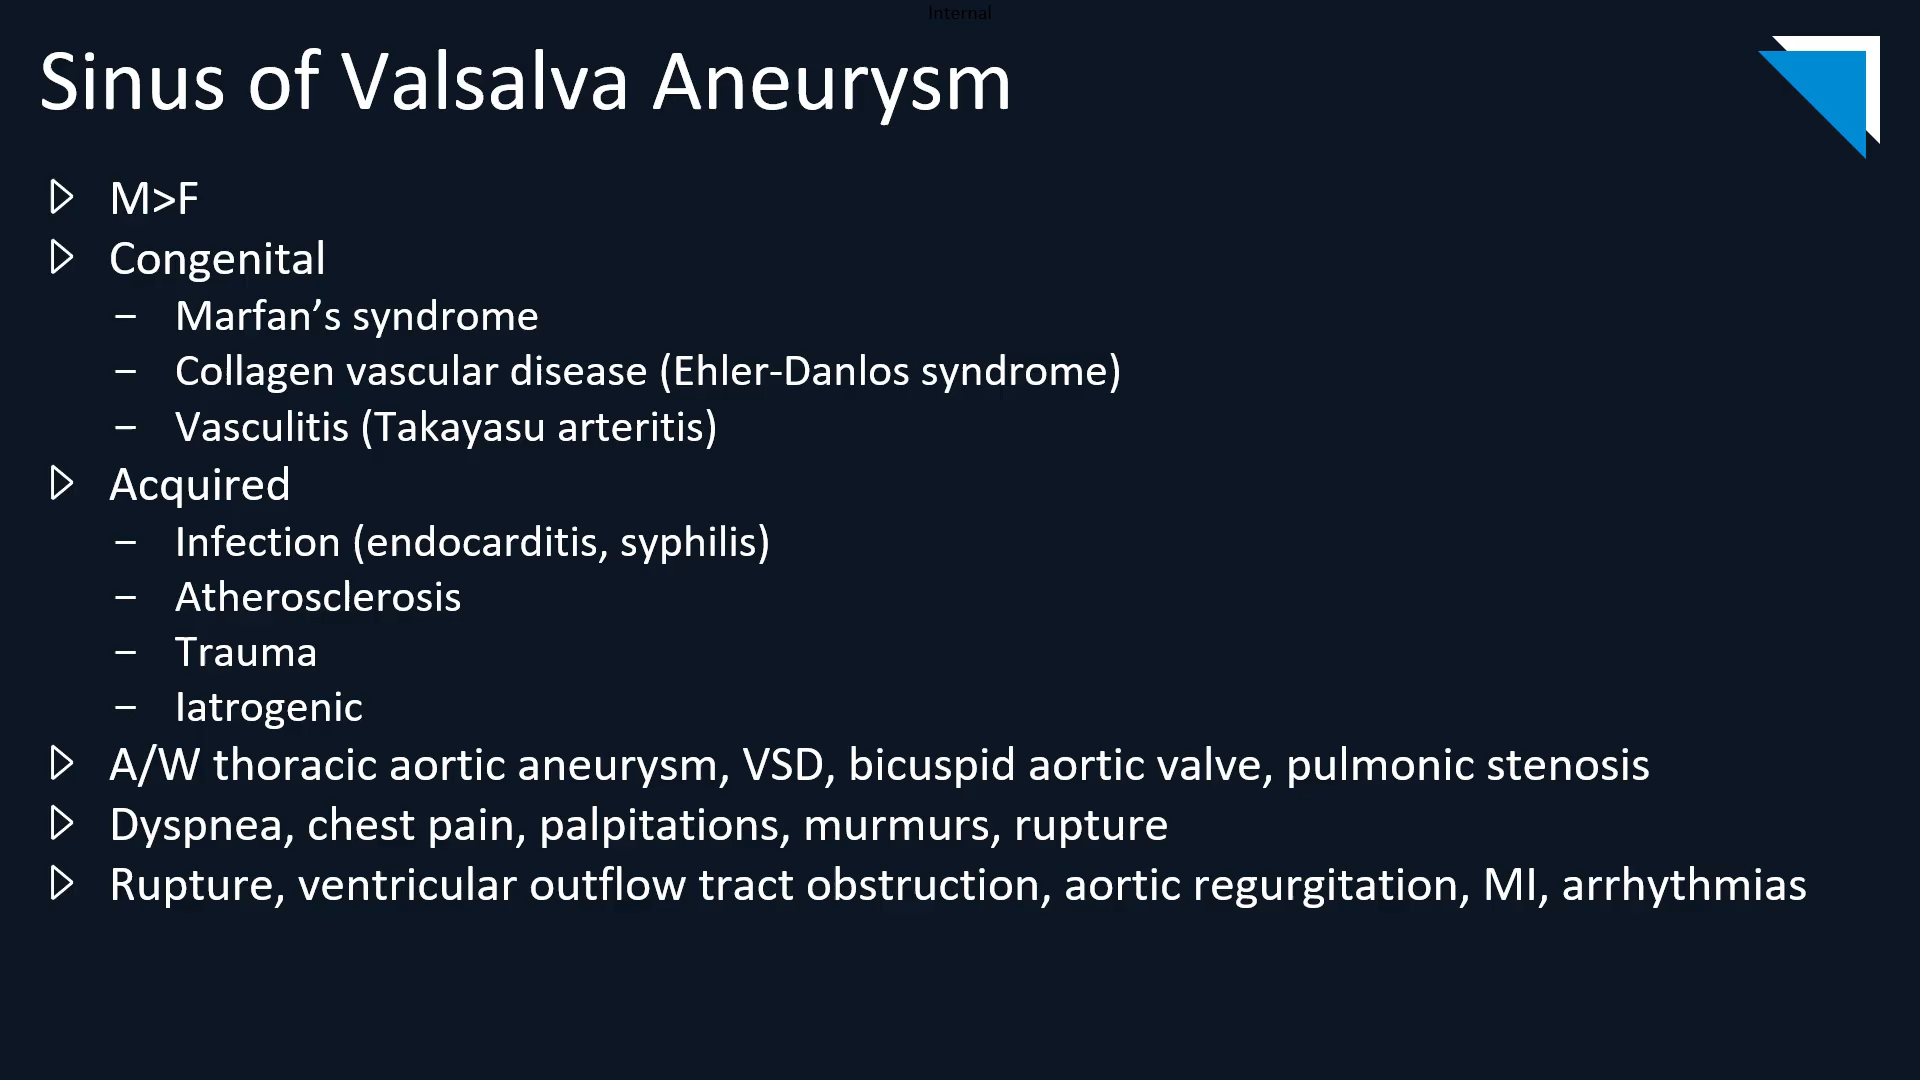 Internal
Sinus of Valsalva Aneurysm
M>F
Congenital
– Marfan’s syndrome
– Collagen vascular disease (Ehler-Danlos syndrome)
– Vasculitis (Takayasu arteritis)
Acquired
– Infection (endocarditis, syphilis)
– Atherosclerosis
– Trauma
– Iatrogenic
A/W thoracic aortic aneurysm, VSD, bicuspid aortic valve, pulmonic stenosis
Dyspnea, chest pain, palpitations, murmurs, rupture
Rupture, ventricular outflow tract obstruction, aortic regurgitation, MI, arrhythmias